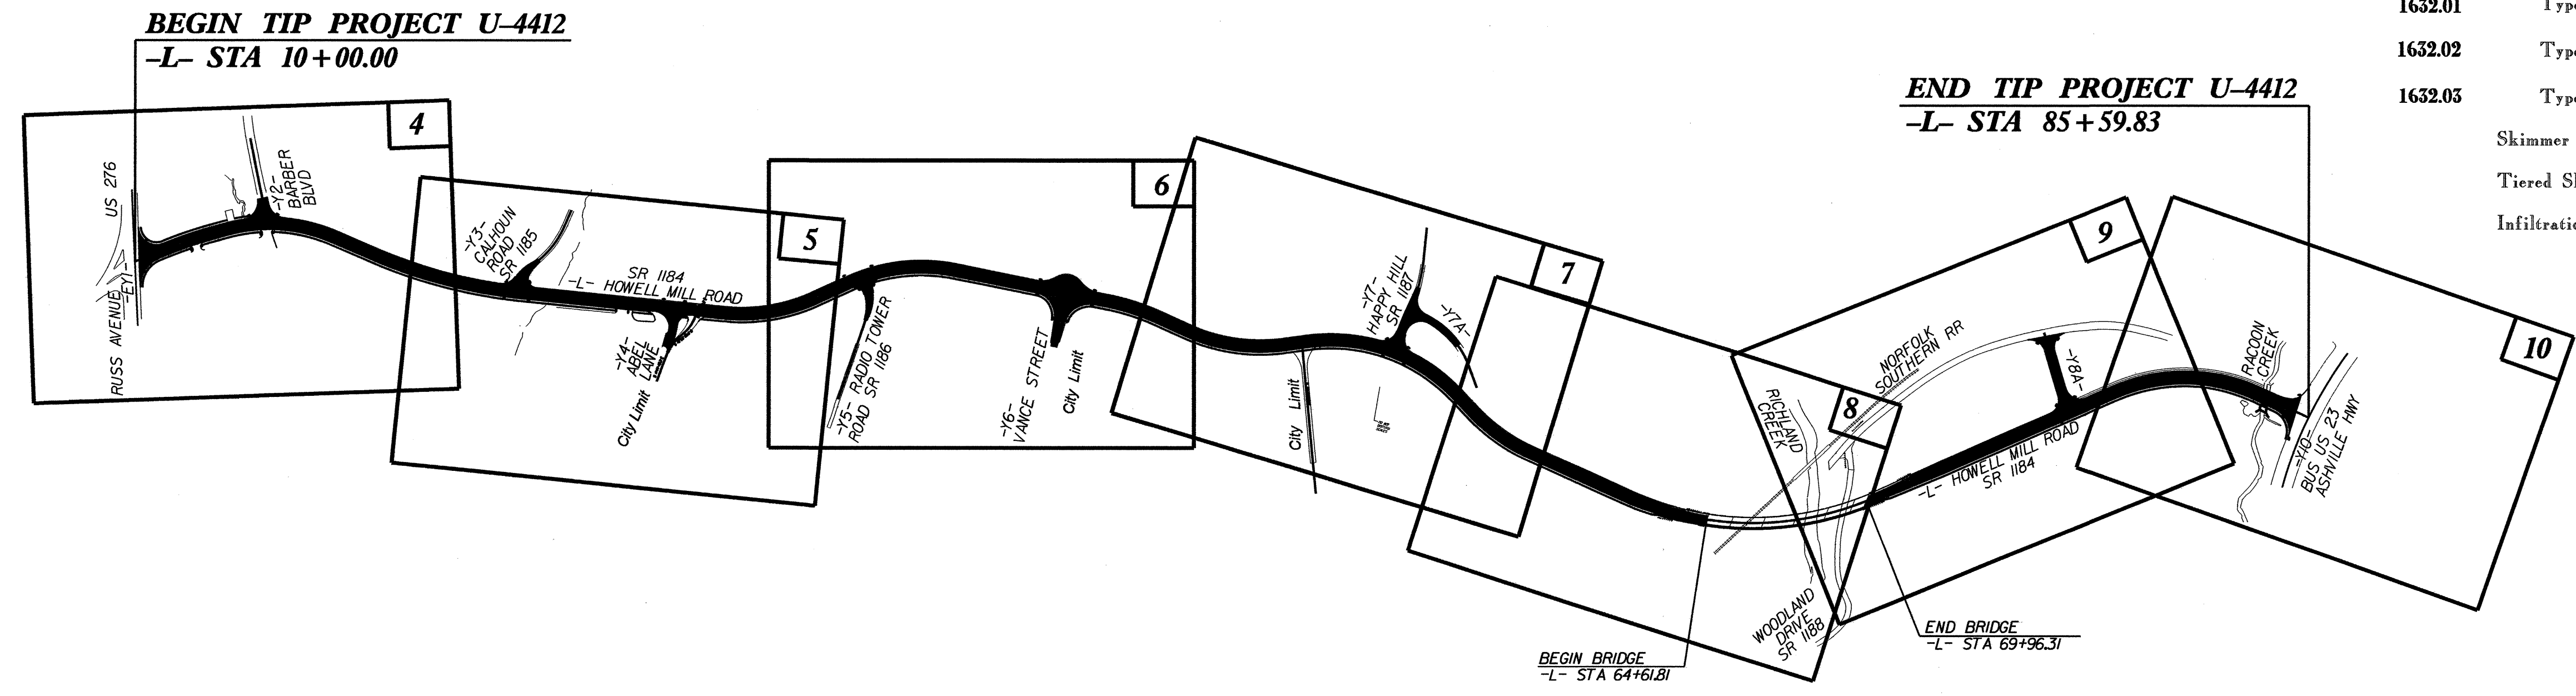 BEGIN TIP PROJECT U-4412
-L- STA 10+00.00
END TIP PROJECT U-4412
-L- STA 85+59.83
1632.01
1632.02
1632.03
Skimmer
Tiered
4
5
6
7
8
9
10
US 276
RUSS AVENUE
-EY1-
-Y2-
BARBER
BLVD
-Y3-
CALHOUN
ROAD
SR 1185
SR 1184
-L- HOWELL MILL ROAD
-Y4-
ABEL
LANE
City Limit
-Y5- RADIO TOWER
ROAD SR 1186
-Y6-
VANCE STREET
City Limit
City Limit
-Y7-
HAPPY HILL
SR 1187
-Y7A-
NORFOLK
SOUTHERN RR
RICHLAND
CREEK
-Y8A-
-L- HOWELL MILL ROAD
SR 1184
RACOON
CREEK
-Y10-
BUS US 23
ASHVILLE HWY
WOODLAND
DRIVE
SR 1188
BEGIN BRIDGE
-L- STA 64+61.81
END BRIDGE
-L- STA 69+96.31